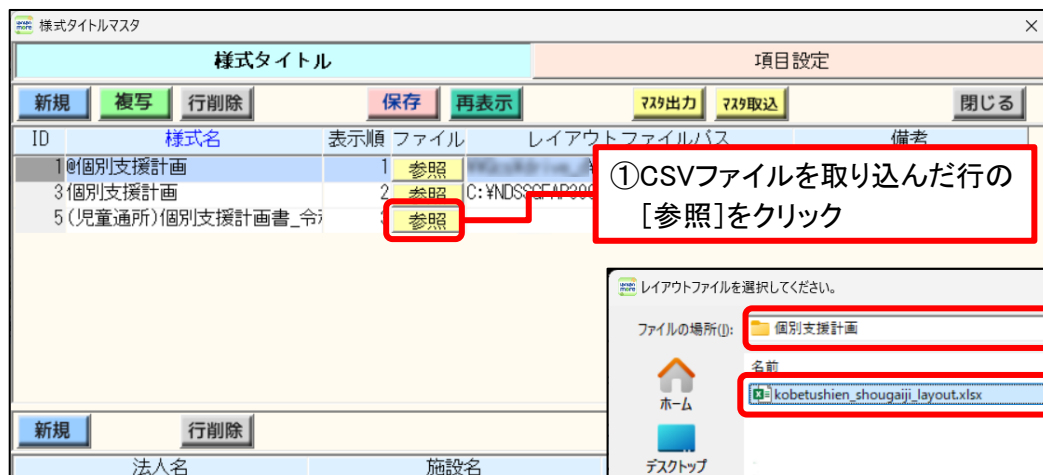 様式タイトルマスタ
様式タイトル 項目設定
新規 複写 行削除 保存 再表示 ﾏｽﾀ出力 ﾏｽﾀ取込 閉じる
ID 様式名 表示順 ファイル レイアウトファイルパス 備考
1 @個別支援計画 1 参照
3 個別支援計画 2 参照
5 (児童通所)個別支援計画書_令 3 参照
①CSVファイルを取り込んだ行の
[参照]をクリック
レイアウトファイルを選択してください。
ファイルの場所(I): 個別支援計画
名前
kobetushien_shougaiji_layout.xlsx
ホーム
デスクトップ
新規 行削除
法人名 施設名